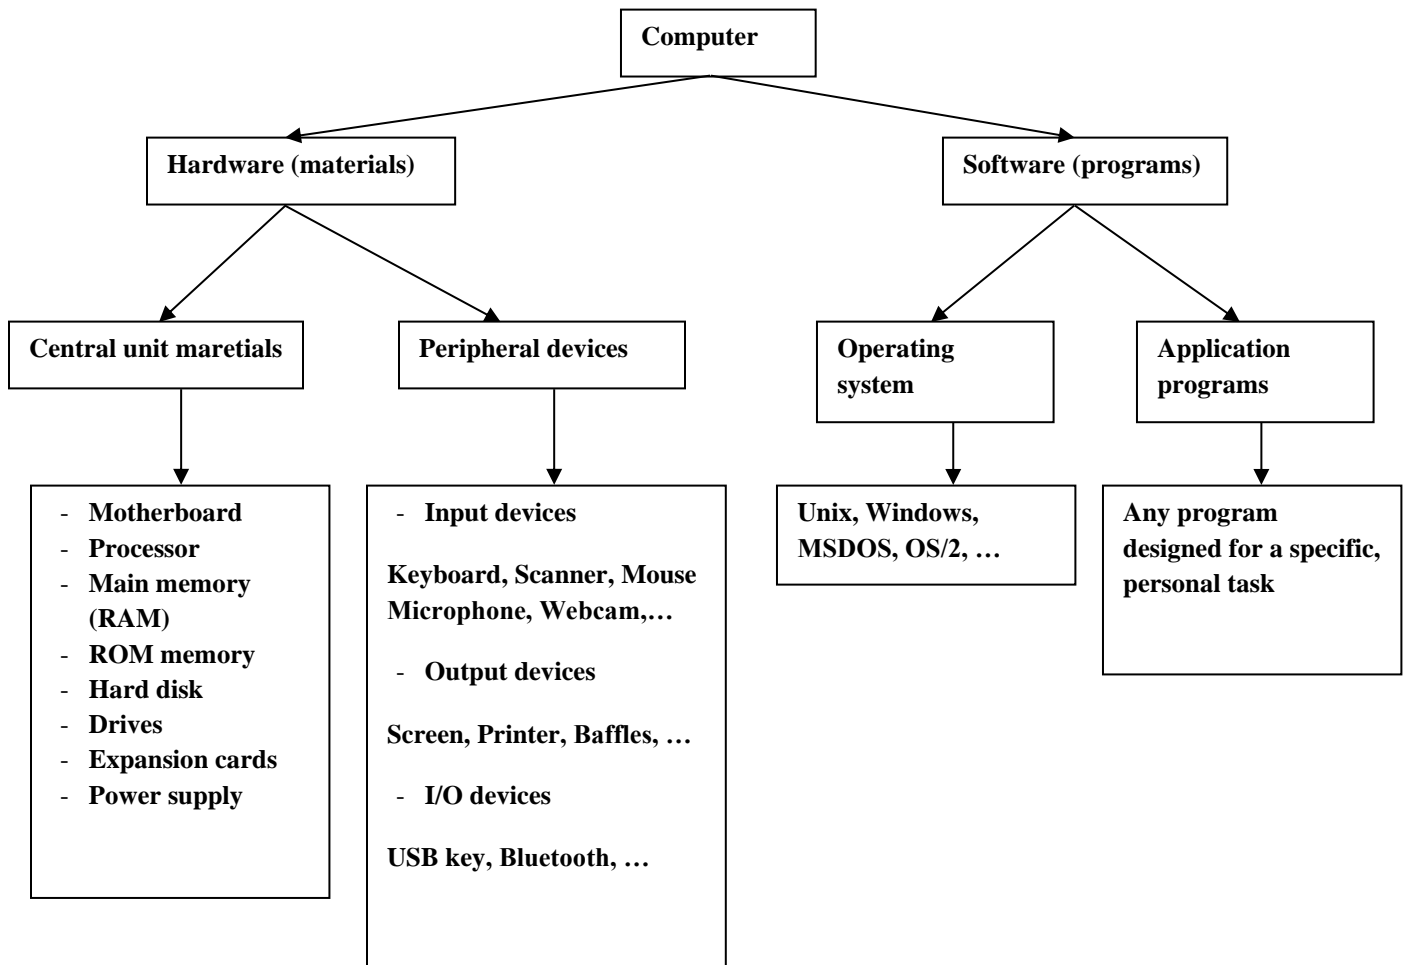 Computer
Hardware (materials)
Software (programs)
Central unit maretials
Peripheral devices
Operating
system
Application
programs
- Motherboard
- Processor
- Main memory
(RAM)
- ROM memory
- Hard disk
- Drives
- Expansion cards
- Power supply
- Input devices
Keyboard, Scanner, Mouse
Microphone, Webcam,…
- Output devices
Screen, Printer, Baffles, …
- I/O devices
USB key, Bluetooth, …
Unix, Windows,
MSDOS, OS/2, …
Any program
designed for a specific,
personal task